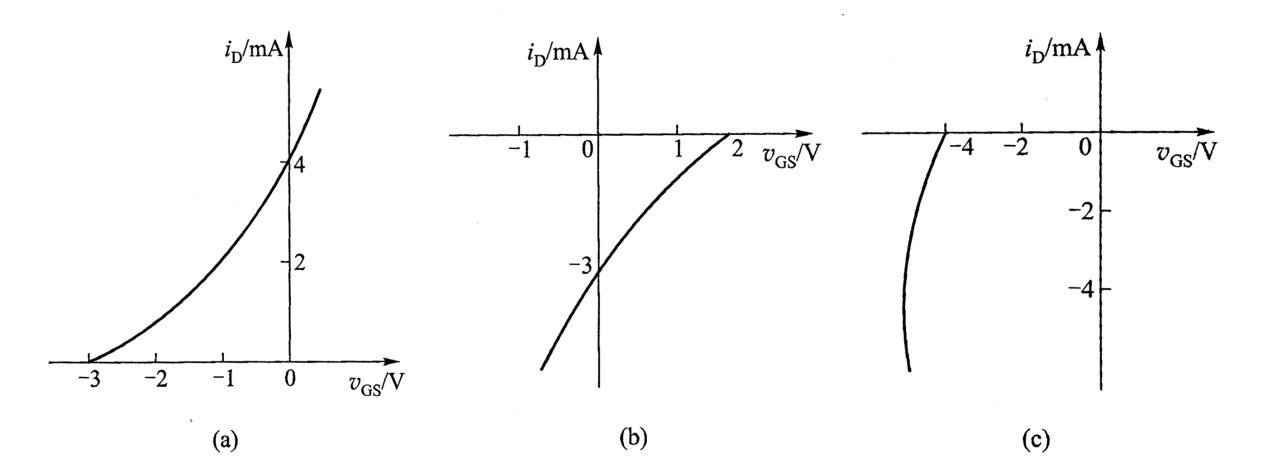 i_D/mA
4
2
−3 −2 −1 0 v_GS/V
(a)
i_D/mA
−1 0 1 2 v_GS/V
−3
(b)
i_D/mA
−4 −2 0 v_GS/V
−2
−4
(c)